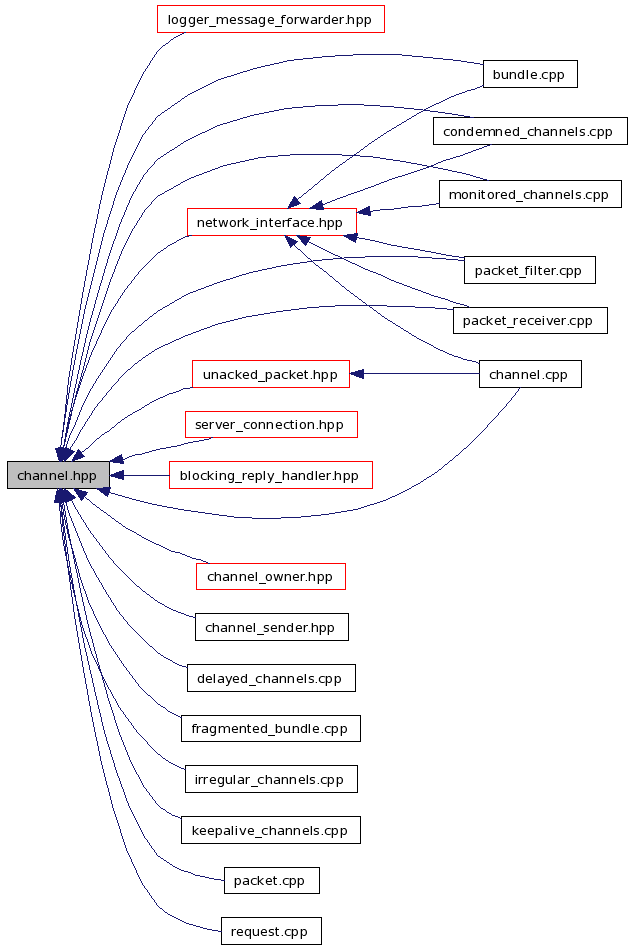 logger_message_forwarder.hpp
bundle.cpp
condemned_channels.cpp
monitored_channels.cpp
network_interface.hpp
packet_filter.cpp
packet_receiver.cpp
unacked_packet.hpp
channel.cpp
server_connection.hpp
channel.hpp
blocking_reply_handler.hpp
channel_owner.hpp
channel_sender.hpp
delayed_channels.cpp
fragmented_bundle.cpp
irregular_channels.cpp
keepalive_channels.cpp
packet.cpp
request.cpp